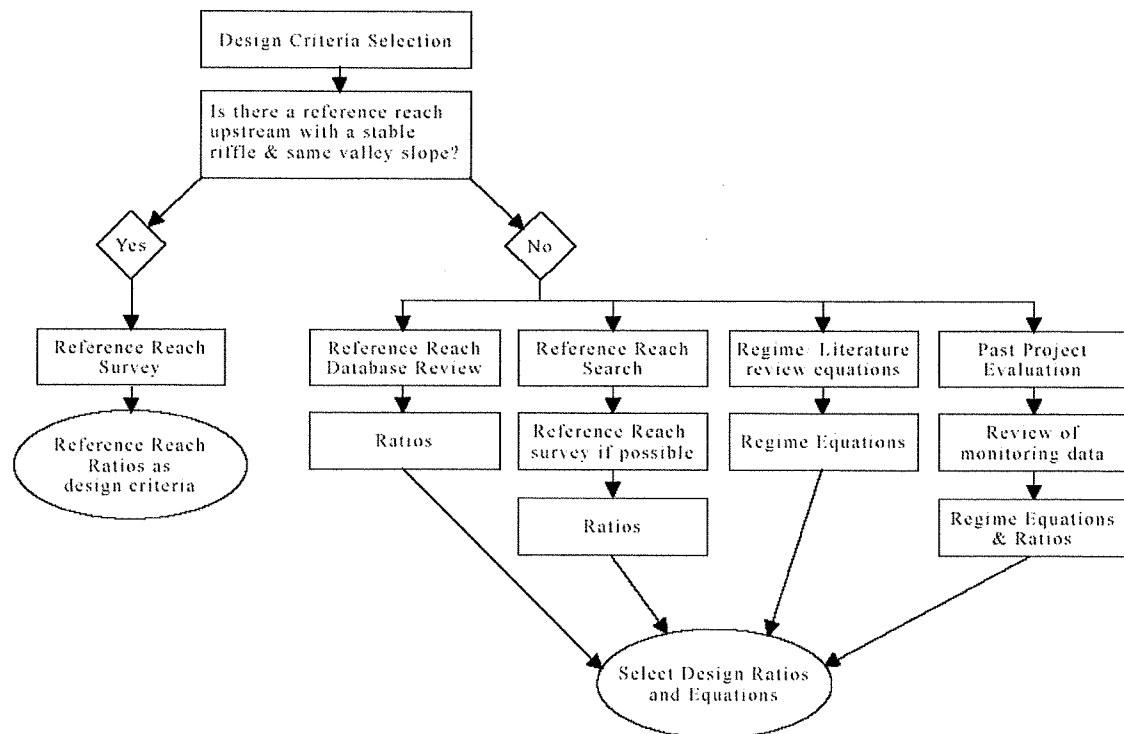 Design Criteria Selection
Is there a reference reach
upstream with a stable
riffle & same valley slope?
Yes
No
Reference Reach
Survey
Reference Reach
Ratios as
design criteria
Reference Reach
Database Review
Ratios
Reference Reach
Search
Reference Reach
survey if possible
Ratios
Regime Literature
review equations
Regime Equations
Past Project
Evaluation
Review of
monitoring data
Regime Equations
& Ratios
Select Design Ratios
and Equations